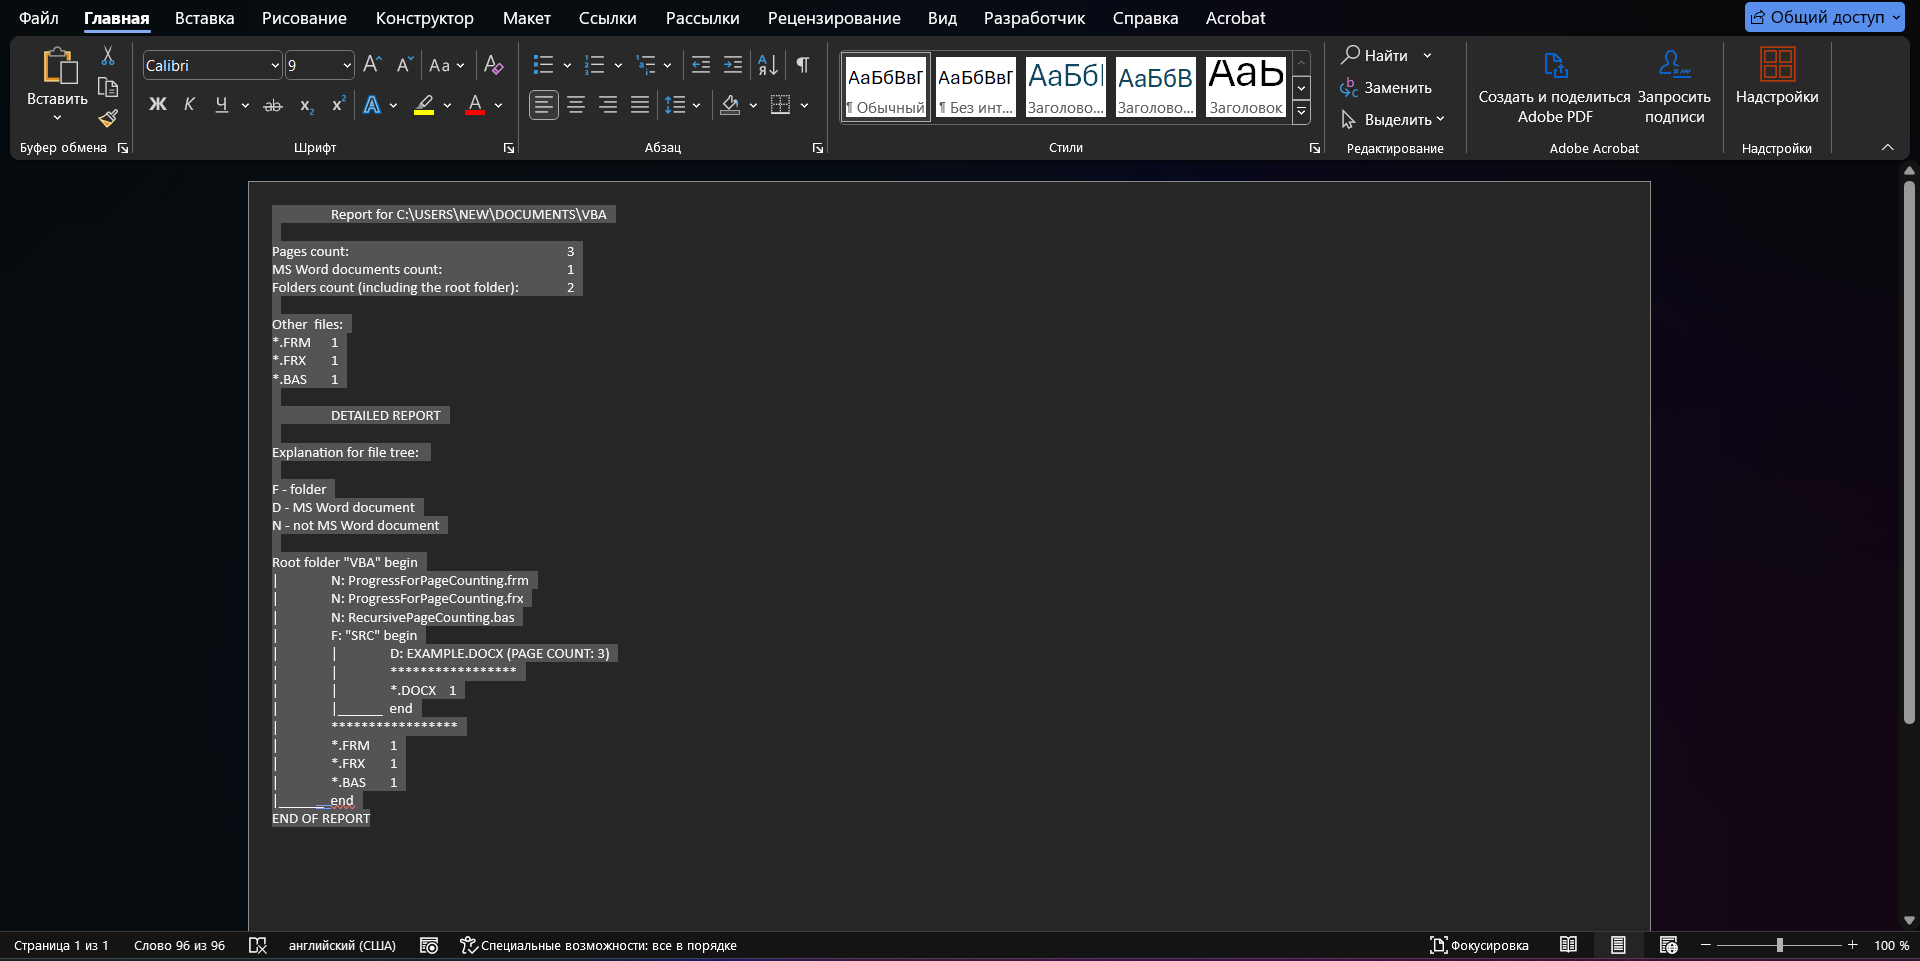 Файл Главная Вставка Рисование Конструктор Макет Ссылки Рассылки Рецензирование Вид Разработчик Справка Acrobat Общий доступ
Вставить
Буфер обмена
Calibri 9 Aa
Ж К Ч ab x₂ x² A A
Шрифт
Абзац
АаБбВвГ АаБбВвГ АаБбІ АаБбВ АаЬ
¶ Обычный ¶ Без инт... Заголово... Заголово... Заголовок
Стили
Найти
Заменить
Выделить
Редактирование
Создать и поделиться Adobe PDF
Запросить подписи
Adobe Acrobat
Надстройки
Надстройки
Report for C:\USERS\NEW\DOCUMENTS\VBA
Pages count: 3
MS Word documents count: 1
Folders count (including the root folder): 2
Other  files:
*.FRM 1
*.FRX 1
*.BAS 1
DETAILED REPORT
Explanation for file tree:
F - folder
D - MS Word document
N - not MS Word document
Root folder "VBA" begin
| N: ProgressForPageCounting.frm
| N: ProgressForPageCounting.frx
| N: RecursivePageCounting.bas
| F: "SRC" begin
| | D: EXAMPLE.DOCX (PAGE COUNT: 3)
| | *****************
| | *.DOCX 1
| |______ end
| *****************
| *.FRM 1
| *.FRX 1
| *.BAS 1
|_______end
END OF REPORT
Страница 1 из 1 Слово 96 из 96 английский (США) Специальные возможности: все в порядке Фокусировка 100 %